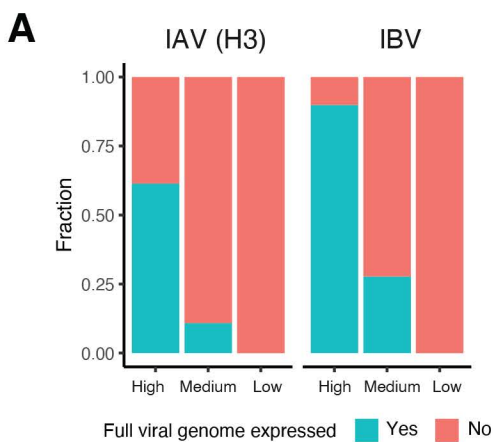 A
IAV (H3)
IBV
Fraction
1.00
0.75
0.50
0.25
0.00
High Medium Low
High Medium Low
Full viral genome expressed Yes No